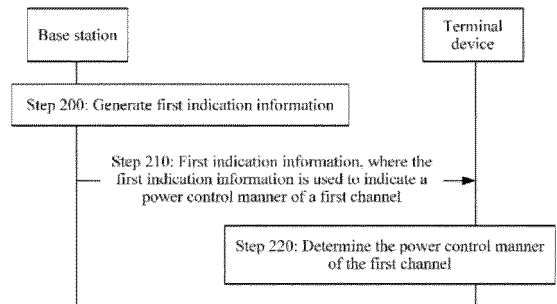 Base station
Terminal
device
Step 200: Generate first indication information
Step 210: First indication information, where the
first indication information is used to indicate a
power control manner of a first channel
Step 220: Determine the power control manner
of the first channel